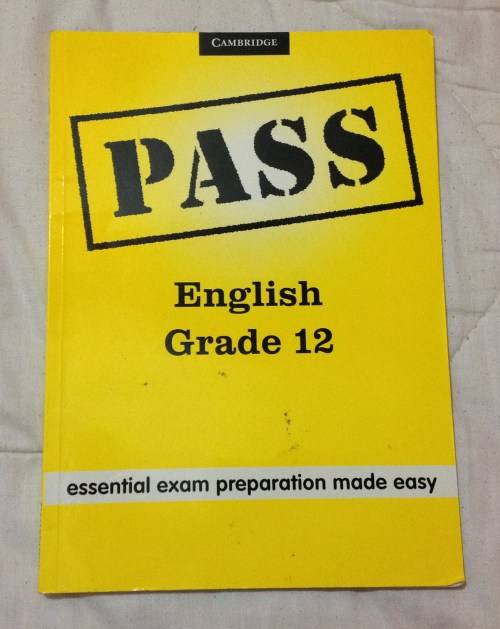 CAMBRIDGE
PASS
English
Grade 12
essential exam preparation made easy